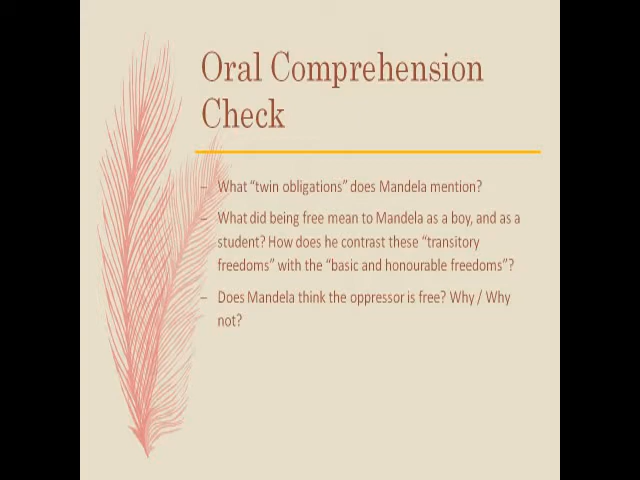 Oral Comprehension
Check
– What “twin obligations” does Mandela mention?
– What did being free mean to Mandela as a boy, and as a
student? How does he contrast these “transitory
freedoms” with the “basic and honourable freedoms”?
– Does Mandela think the oppressor is free? Why / Why
not?